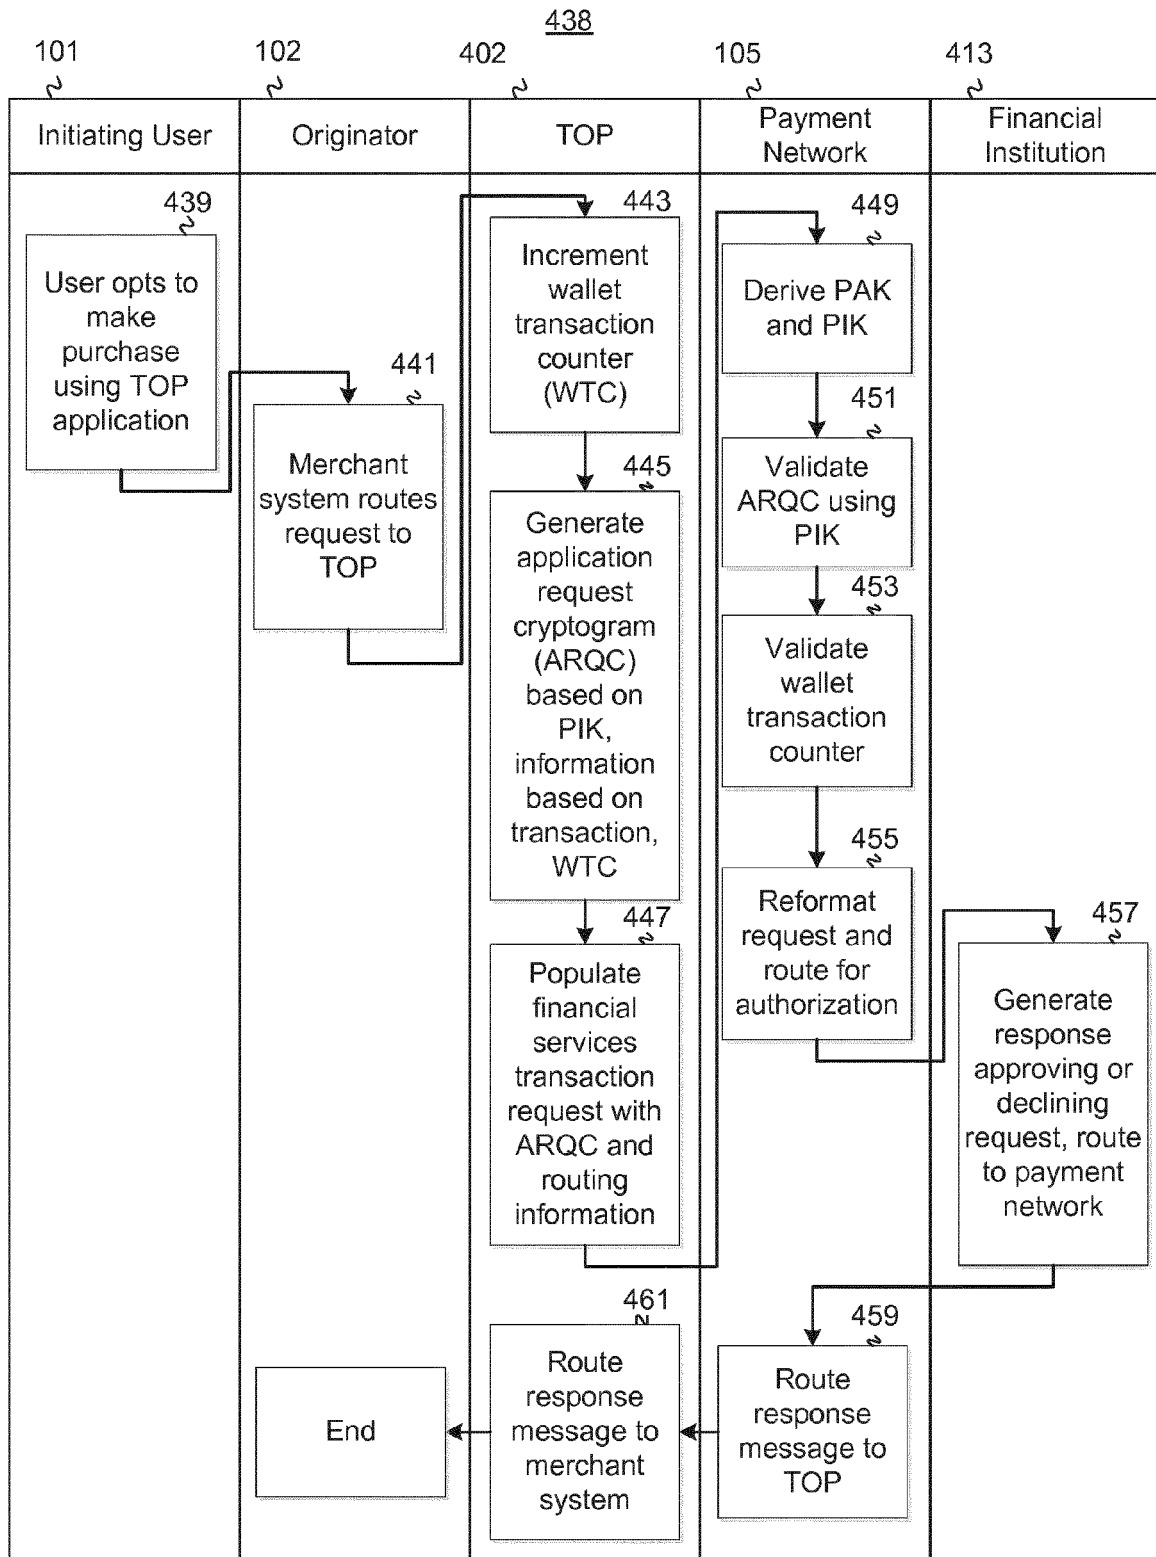 438
101
102
402
105
413
Initiating User
Originator
TOP
Payment
Network
Financial
Institution
439
User opts to
make
purchase
using TOP
application
441
Merchant
system routes
request to
TOP
443
Increment
wallet
transaction
counter
(WTC)
445
Generate
application
request
cryptogram
(ARQC)
based on
PIK,
information
based on
transaction,
WTC
447
Populate
financial
services
transaction
request with
ARQC and
routing
information
449
Derive PAK
and PIK
451
Validate
ARQC using
PIK
453
Validate
wallet
transaction
counter
455
Reformat
request and
route for
authorization
457
Generate
response
approving or
declining
request, route
to payment
network
459
Route
response
message to
TOP
461
Route
response
message to
merchant
system
End